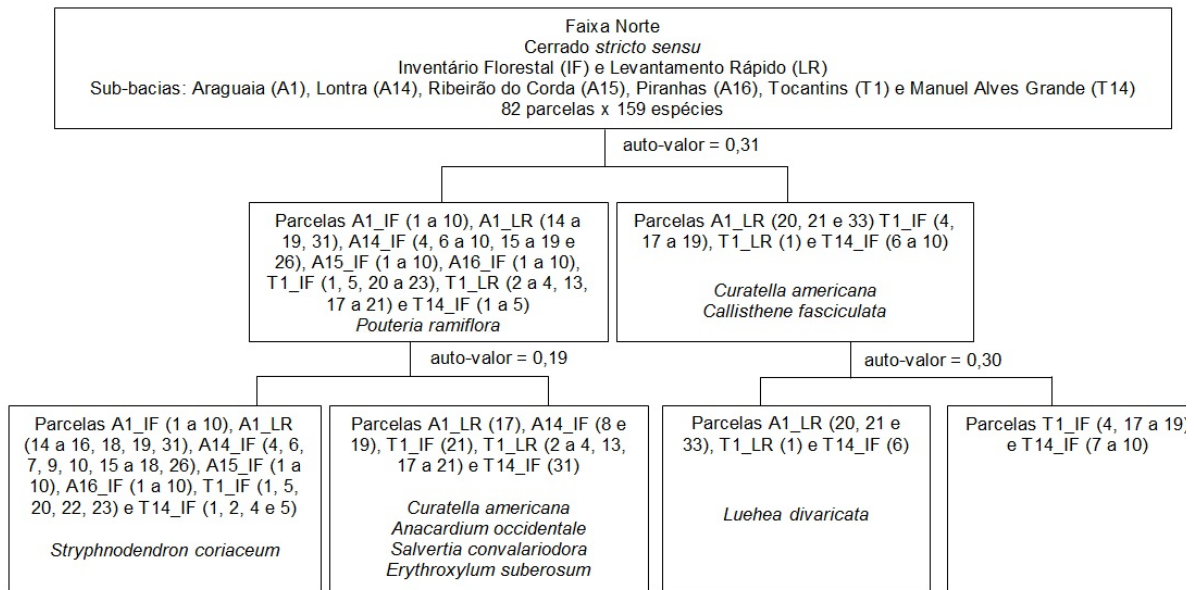 Faixa Norte
Cerrado stricto sensu
Inventário Florestal (IF) e Levantamento Rápido (LR)
Sub-bacias: Araguaia (A1), Lontra (A14), Ribeirão do Corda (A15), Piranhas (A16), Tocantins (T1) e Manuel Alves Grande (T14)
82 parcelas x 159 espécies
auto-valor = 0,31
Parcelas A1_IF (1 a 10), A1_LR (14 a
19, 31), A14_IF (4, 6 a 10, 15 a 19 e
26), A15_IF (1 a 10), A16_IF (1 a 10),
T1_IF (1, 5, 20 a 23), T1_LR (2 a 4, 13,
17 a 21) e T14_IF (1 a 5)
Pouteria ramiflora
Parcelas A1_LR (20, 21 e 33) T1_IF (4,
17 a 19), T1_LR (1) e T14_IF (6 a 10)
Curatella americana
Callisthene fasciculata
auto-valor = 0,19
auto-valor = 0,30
Parcelas A1_IF (1 a 10), A1_LR
(14 a 16, 18, 19, 31), A14_IF (4, 6,
7, 9, 10, 15 a 18, 26), A15_IF (1 a
10), A16_IF (1 a 10), T1_IF (1, 5,
20, 22, 23) e T14_IF (1, 2, 4 e 5)
Stryphnodendron coriaceum
Parcelas A1_LR (17), A14_IF (8 e
19), T1_IF (21), T1_LR (2 a 4, 13,
17 a 21) e T14_IF (31)
Curatella americana
Anacardium occidentale
Salvertia convalariodora
Erythroxylum suberosum
Parcelas A1_LR (20, 21 e
33), T1_LR (1) e T14_IF (6)
Luehea divaricata
Parcelas T1_IF (4, 17 a 19)
e T14_IF (7 a 10)